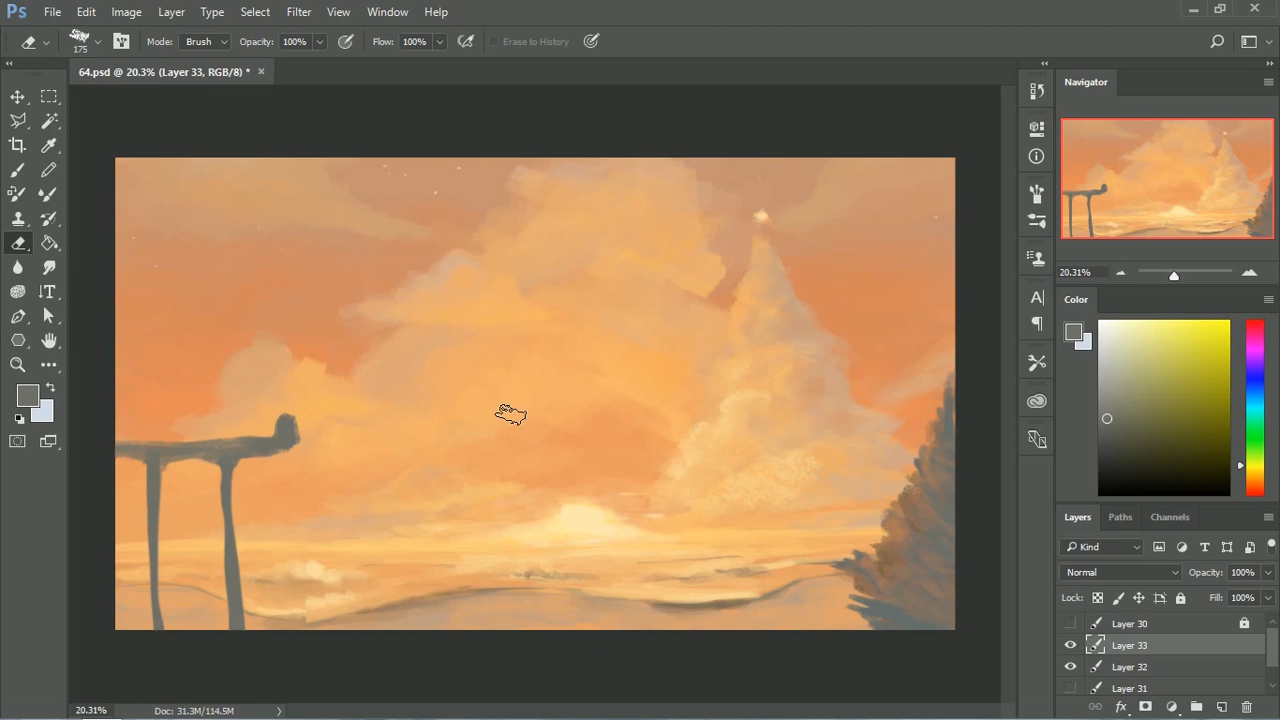 Ps File Edit Image Layer Type Select Filter View Window Help
175 Mode: Brush Opacity: 100% Flow: 100% Erase to History
64.psd @ 20.3% (Layer 33, RGB/8) *
Navigator
20.31%
Color
Layers Paths Channels
Kind
Normal Opacity: 100%
Lock: Fill: 100%
Layer 30
Layer 33
Layer 32
Layer 31
20.31% Doc: 31.3M/114.5M